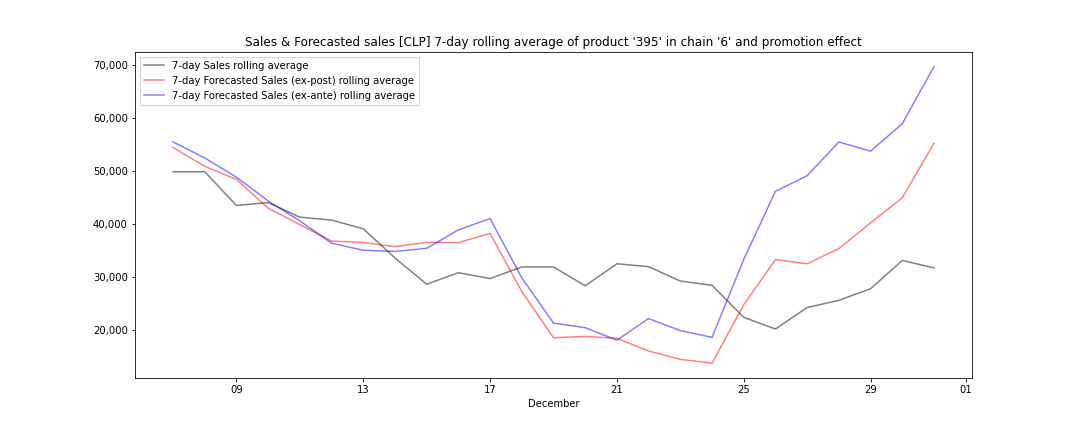 Sales & Forecasted sales [CLP] 7-day rolling average of product '395' in chain '6' and promotion effect
7-day Sales rolling average
7-day Forecasted Sales (ex-post) rolling average
7-day Forecasted Sales (ex-ante) rolling average
70,000
60,000
50,000
40,000
30,000
20,000
09 13 17 21 25 29 01
December